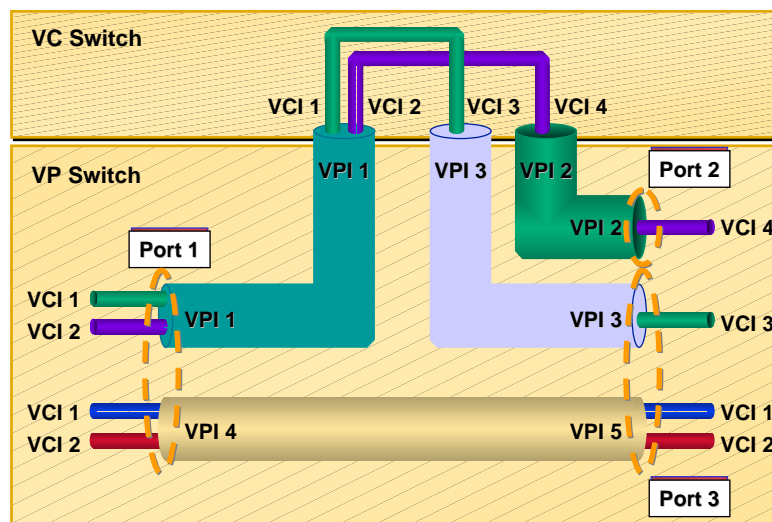 VC Switch
VCI 1
VCI 2
VCI 3
VCI 4
VP Switch
VPI 1
VPI 3
VPI 2
Port 2
VPI 2
VCI 4
Port 1
VCI 1
VCI 2
VPI 1
VPI 3
VCI 3
VCI 1
VCI 2
VPI 4
VPI 5
VCI 1
VCI 2
Port 3